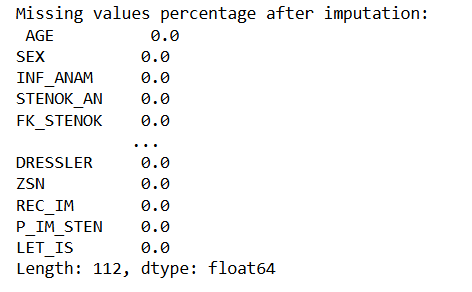 Missing values percentage after imputation:
AGE 0.0
SEX 0.0
INF_ANAM 0.0
STENOK_AN 0.0
FK_STENOK 0.0
...
DRESSLER 0.0
ZSN 0.0
REC_IM 0.0
P_IM_STEN 0.0
LET_IS 0.0
Length: 112, dtype: float64